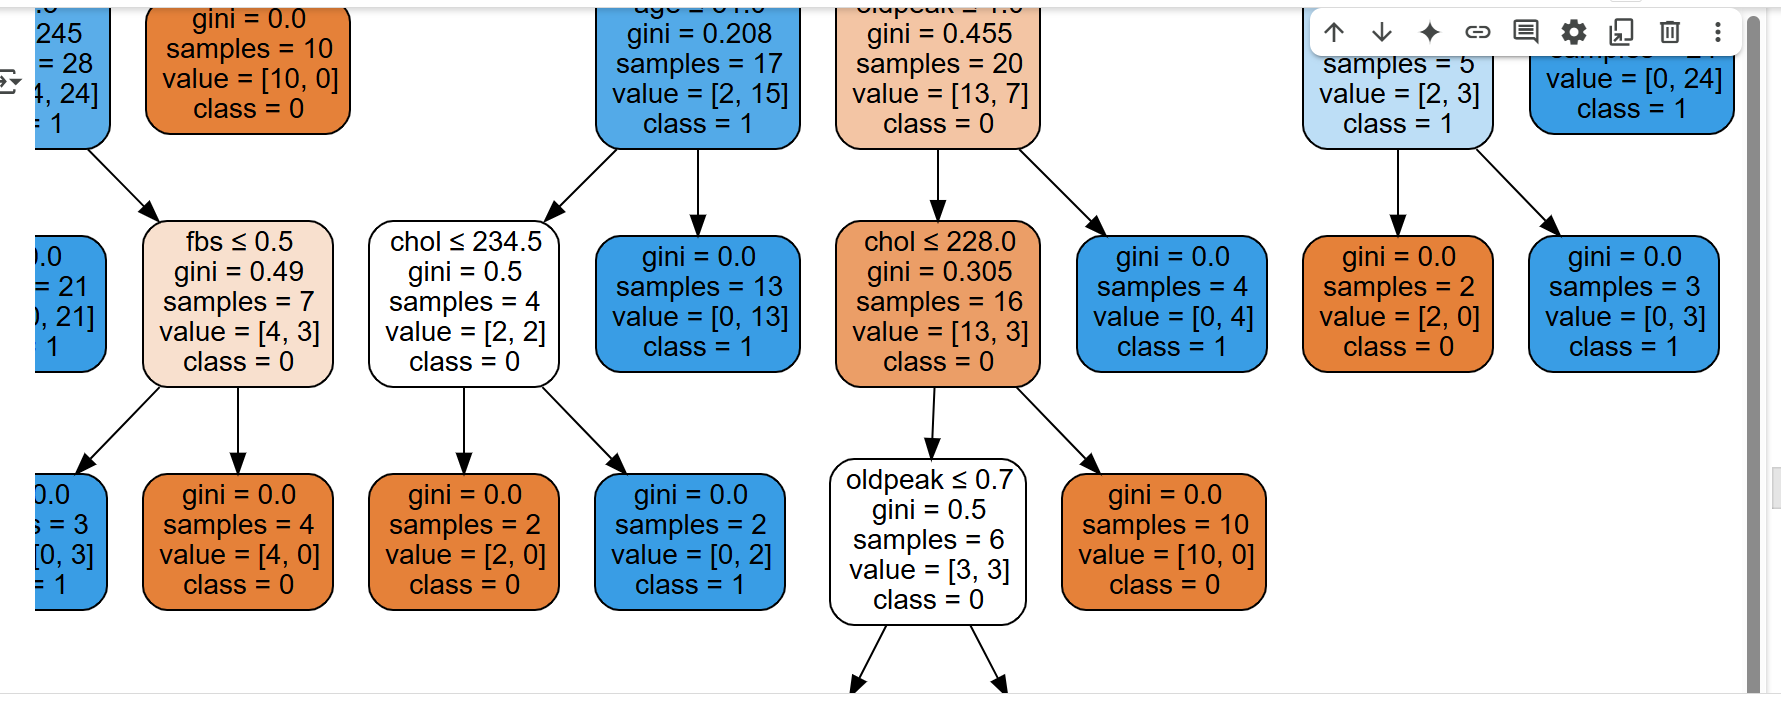 245
= 28
4, 24]
= 1
gini = 0.0
samples = 10
value = [10, 0]
class = 0
gini = 0.208
samples = 17
value = [2, 15]
class = 1
gini = 0.455
samples = 20
value = [13, 7]
class = 0
samples = 5
value = [2, 3]
class = 1
value = [0, 24]
class = 1
.0
= 21
0, 21]
1
fbs ≤ 0.5
gini = 0.49
samples = 7
value = [4, 3]
class = 0
chol ≤ 234.5
gini = 0.5
samples = 4
value = [2, 2]
class = 0
gini = 0.0
samples = 13
value = [0, 13]
class = 1
chol ≤ 228.0
gini = 0.305
samples = 16
value = [13, 3]
class = 0
gini = 0.0
samples = 4
value = [0, 4]
class = 1
gini = 0.0
samples = 2
value = [2, 0]
class = 0
gini = 0.0
samples = 3
value = [0, 3]
class = 1
0.0
s = 3
[0, 3]
= 1
gini = 0.0
samples = 4
value = [4, 0]
class = 0
gini = 0.0
samples = 2
value = [2, 0]
class = 0
gini = 0.0
samples = 2
value = [0, 2]
class = 1
oldpeak ≤ 0.7
gini = 0.5
samples = 6
value = [3, 3]
class = 0
gini = 0.0
samples = 10
value = [10, 0]
class = 0